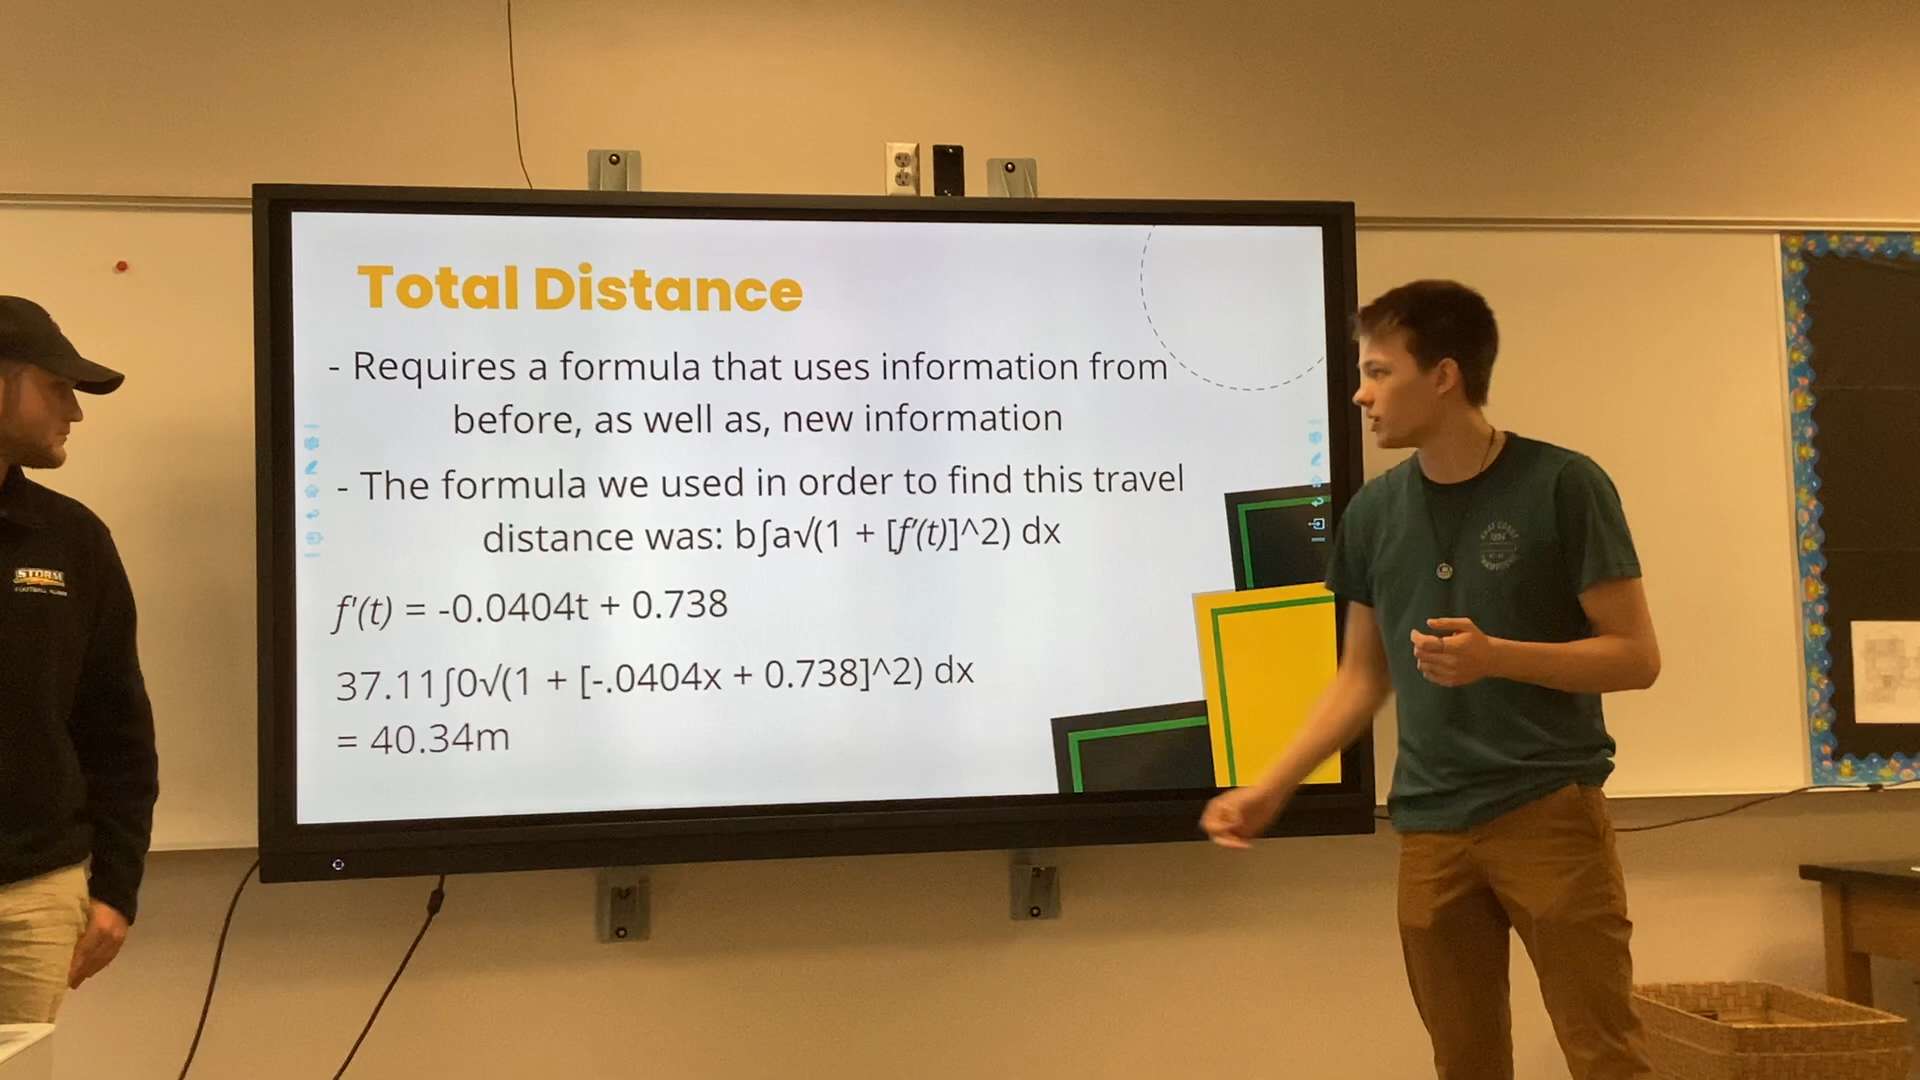 Total Distance
- Requires a formula that uses information from
before, as well as, new information
- The formula we used in order to find this travel
distance was: b∫a√(1 + [f'(t)]^2) dx
f'(t) = -0.0404t + 0.738
37.11∫0√(1 + [-.0404x + 0.738]^2) dx
= 40.34m
STORM